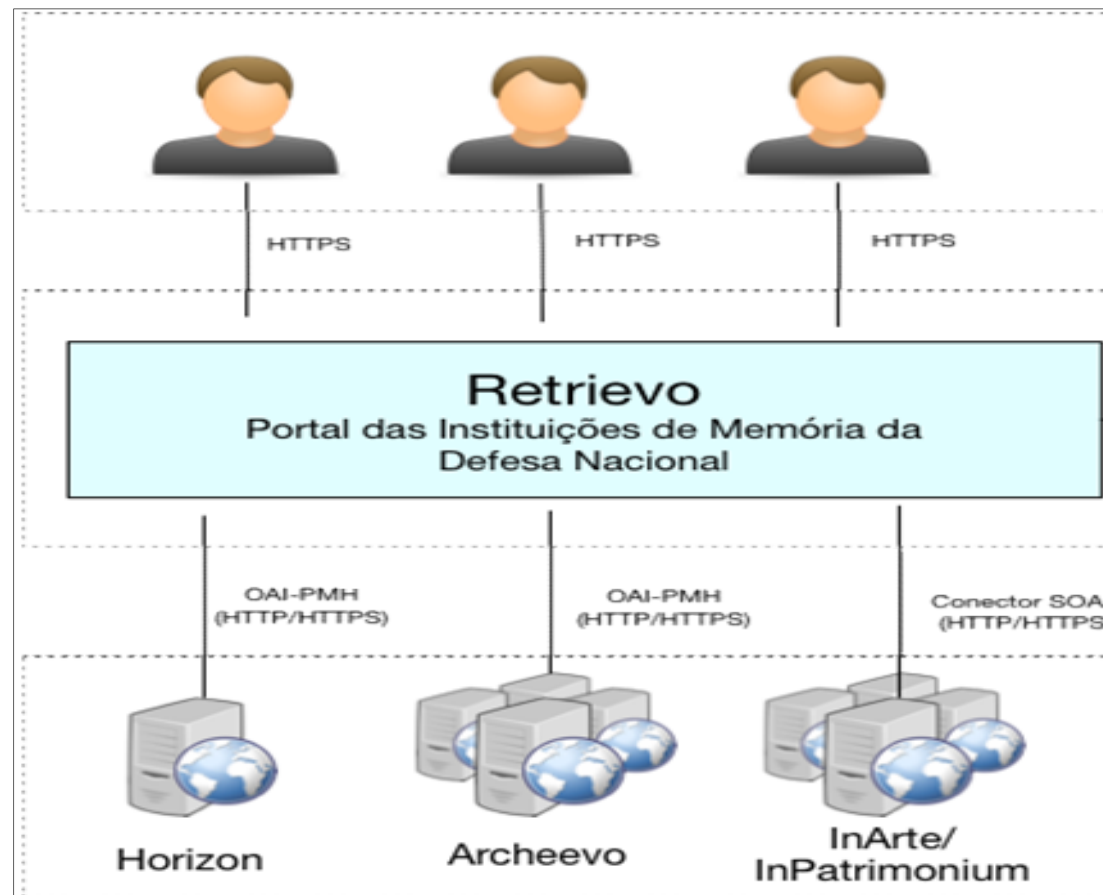 HTTPS
HTTPS
HTTPS
Retrievo
Portal das Instituições de Memória da
Defesa Nacional
OAI-PMH
(HTTP/HTTPS)
OAI-PMH
(HTTP/HTTPS)
Conector SOA
(HTTP/HTTPS
Horizon
Archeevo
InArte/
InPatrimonium